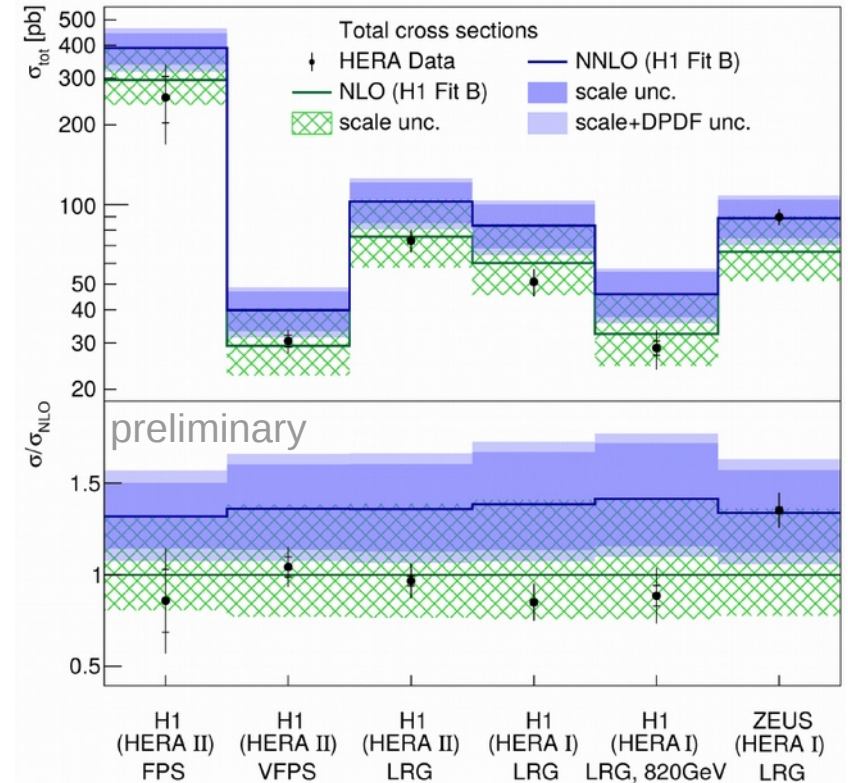 σtot [pb]
500
400
300
200
100
50
40
30
20
Total cross sections
HERA Data
NLO (H1 Fit B)
scale unc.
NNLO (H1 Fit B)
scale unc.
scale+DPDF unc.
σ/σNLO
preliminary
1.5
1
0.5
H1
(HERA II)
FPS
H1
(HERA II)
VFPS
H1
(HERA II)
LRG
H1
(HERA I)
LRG
H1
(HERA I)
LRG, 820GeV
ZEUS
(HERA I)
LRG